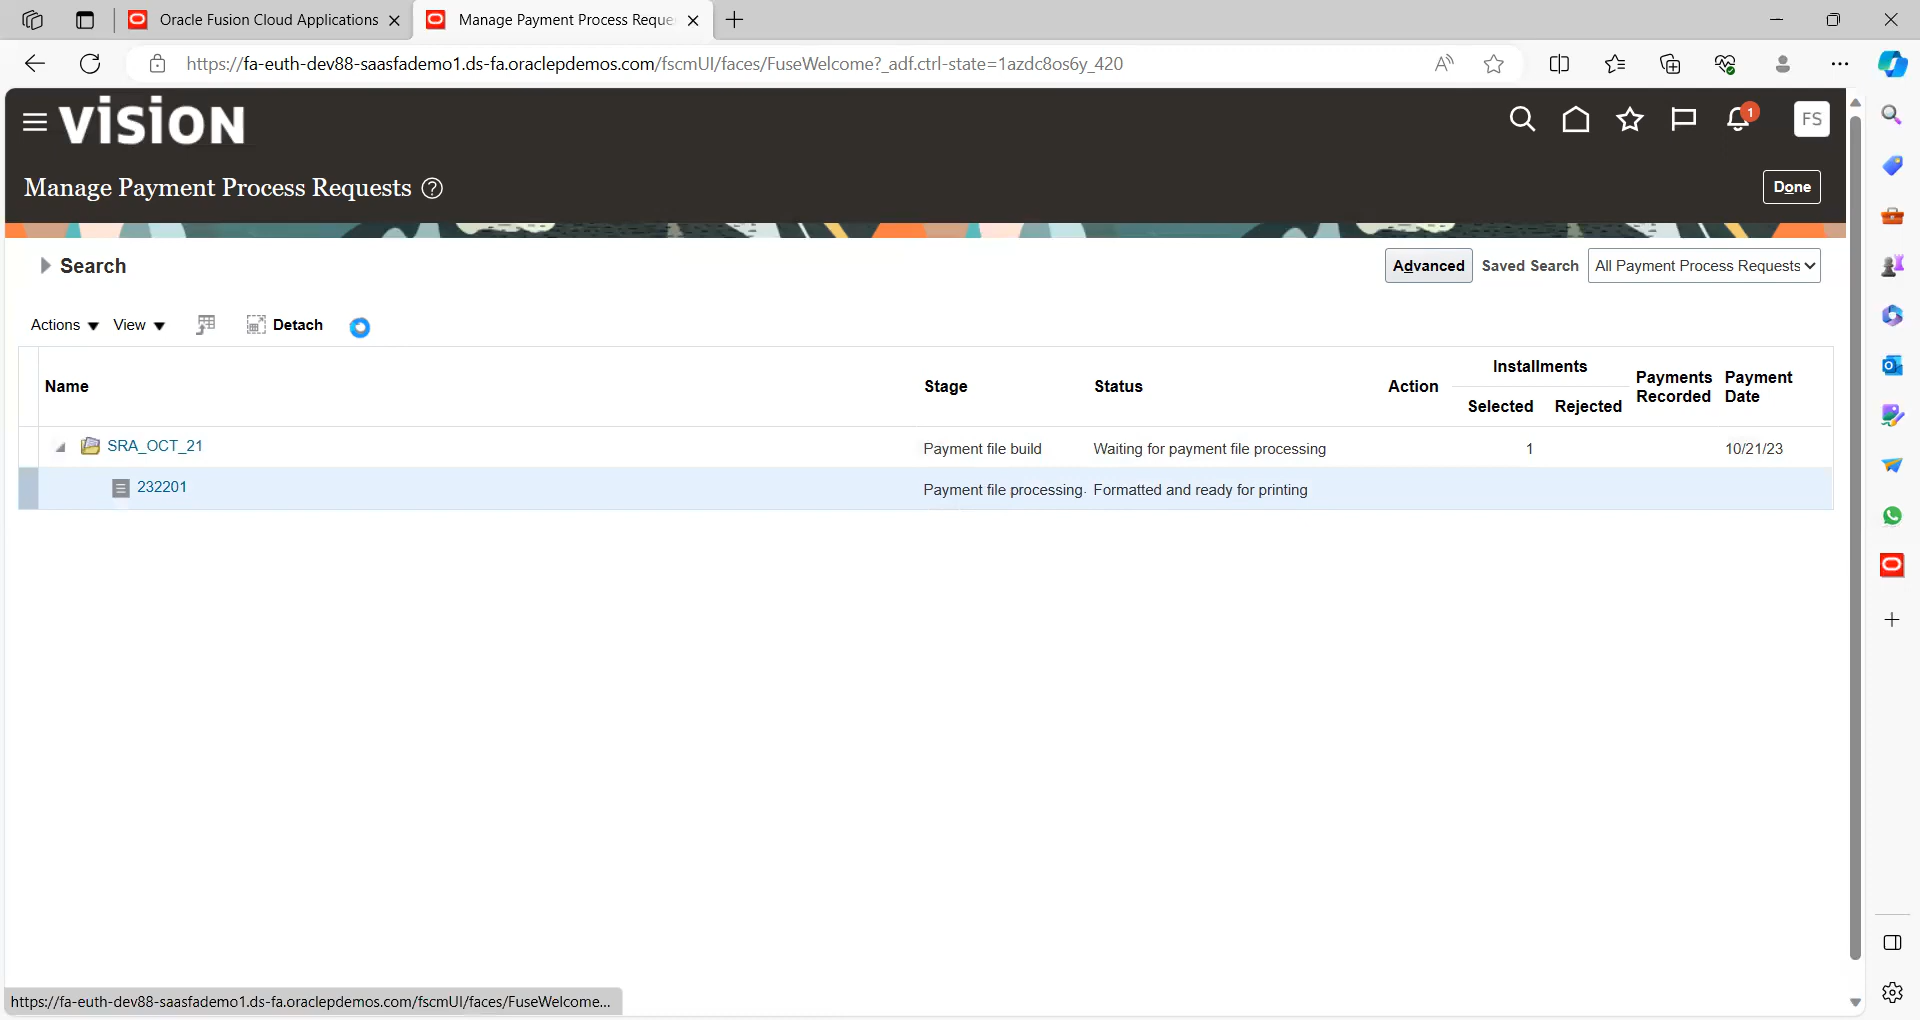 Oracle Fusion Cloud Applications
Manage Payment Process Reque
https://fa-euth-dev88-saasfademo1.ds-fa.oraclepdemos.com/fscmUI/faces/FuseWelcome?_adf.ctrl-state=1azdc8os6y_420
VISION
1
FS
Manage Payment Process Requests
Done
Search
Advanced Saved Search All Payment Process Requests
Actions View Detach
Name Stage Status Action Installments Selected Rejected Payments Recorded Payment Date
SRA_OCT_21 Payment file build Waiting for payment file processing 1 10/21/23
232201 Payment file processing Formatted and ready for printing
https://fa-euth-dev88-saasfademo1.ds-fa.oraclepdemos.com/fscmUI/faces/FuseWelcome...